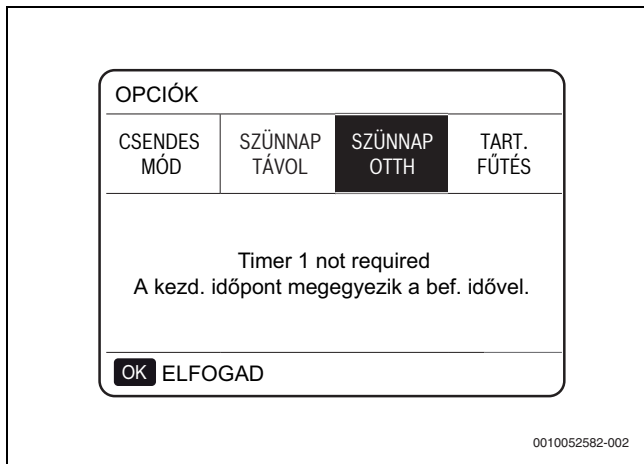 OPCIÓK
CSENDES MÓD
SZÜNNAP TÁVOL
SZÜNNAP OTTH
TART. FŰTÉS
Timer 1 not required
A kezd. időpont megegyezik a bef. idővel.
OK ELFOGAD
0010052582-002